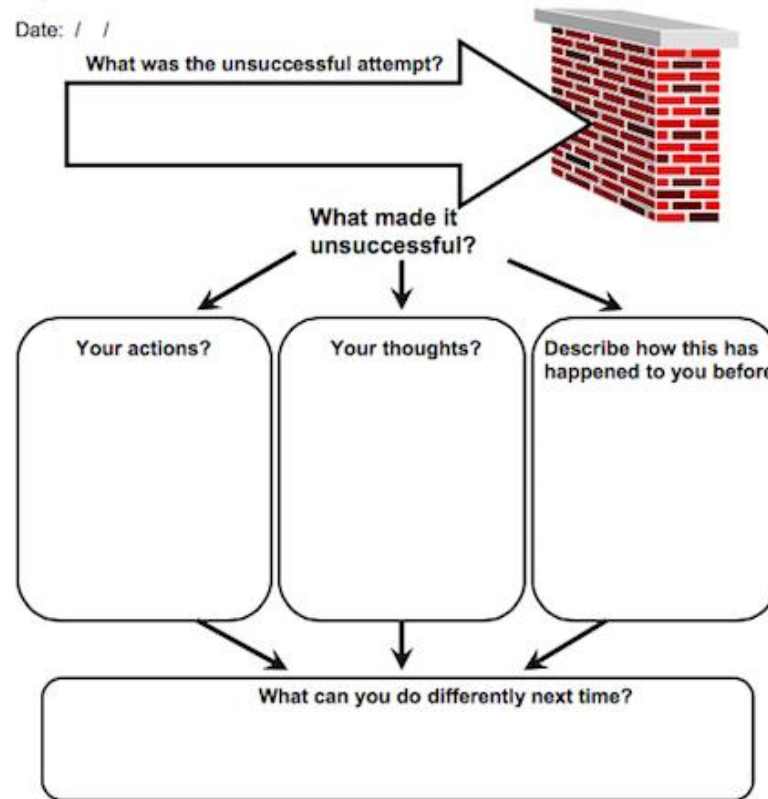 Date: / /
What was the unsuccessful attempt?
What made it
unsuccessful?
Your actions?
Your thoughts?
Describe how this has
happened to you before
What can you do differently next time?